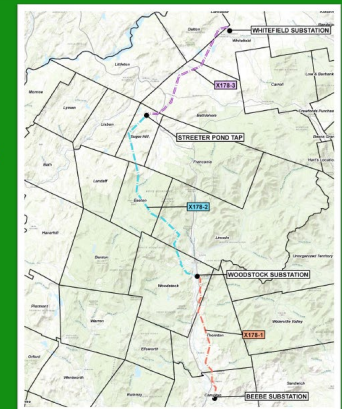 WHITEFIELD SUBSTATION
Dalton
Whitefield
Littleton
X178-3
Carroll
Monroe
Lyman
Bethlehem
Lisbon
STREETER POND TAP
Sugar Hill
Bath
Franconia
Landaff
Easton
X178-2
Haverhill
Lincoln
Benton
WOODSTOCK SUBSTATION
Woodstock
Piermont
Warren
Thornton
Waterville Valley
X178-1
Ellsworth
Orford
Wentworth
Rumney
Sandwich
Campton
BEEBE SUBSTATION